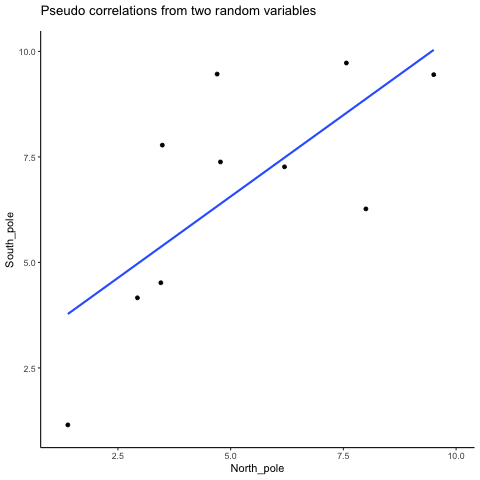 Pseudo correlations from two random variables
10.0
7.5
5.0
2.5
South_pole
2.5 5.0 7.5 10.0
North_pole